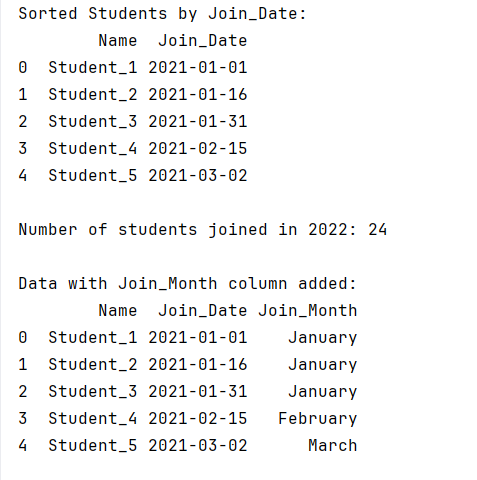 Sorted Students by Join_Date:
        Name  Join_Date
0  Student_1 2021-01-01
1  Student_2 2021-01-16
2  Student_3 2021-01-31
3  Student_4 2021-02-15
4  Student_5 2021-03-02

Number of students joined in 2022: 24

Data with Join_Month column added:
        Name  Join_Date Join_Month
0  Student_1 2021-01-01    January
1  Student_2 2021-01-16    January
2  Student_3 2021-01-31    January
3  Student_4 2021-02-15   February
4  Student_5 2021-03-02      March